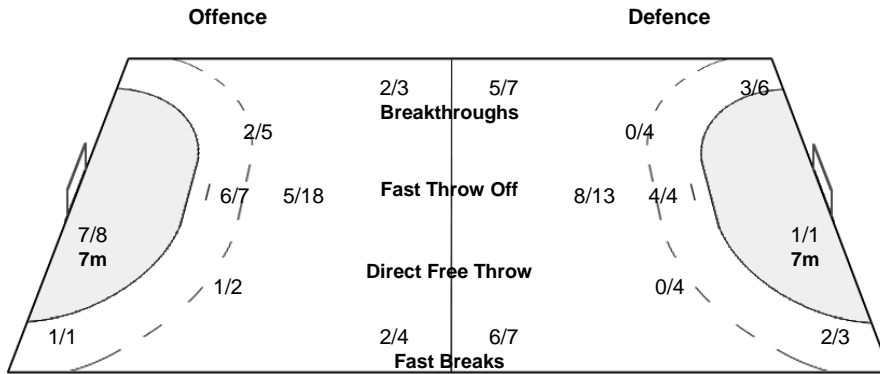 Offence Defence
2/3 5/7 3/6
Breakthroughs
2/5 0/4
6/7 5/18 Fast Throw Off 8/13 4/4
7/8 1/1
7m 7m
Direct Free Throw
1/2 0/4
1/1 2/4 6/7 2/3
Fast Breaks